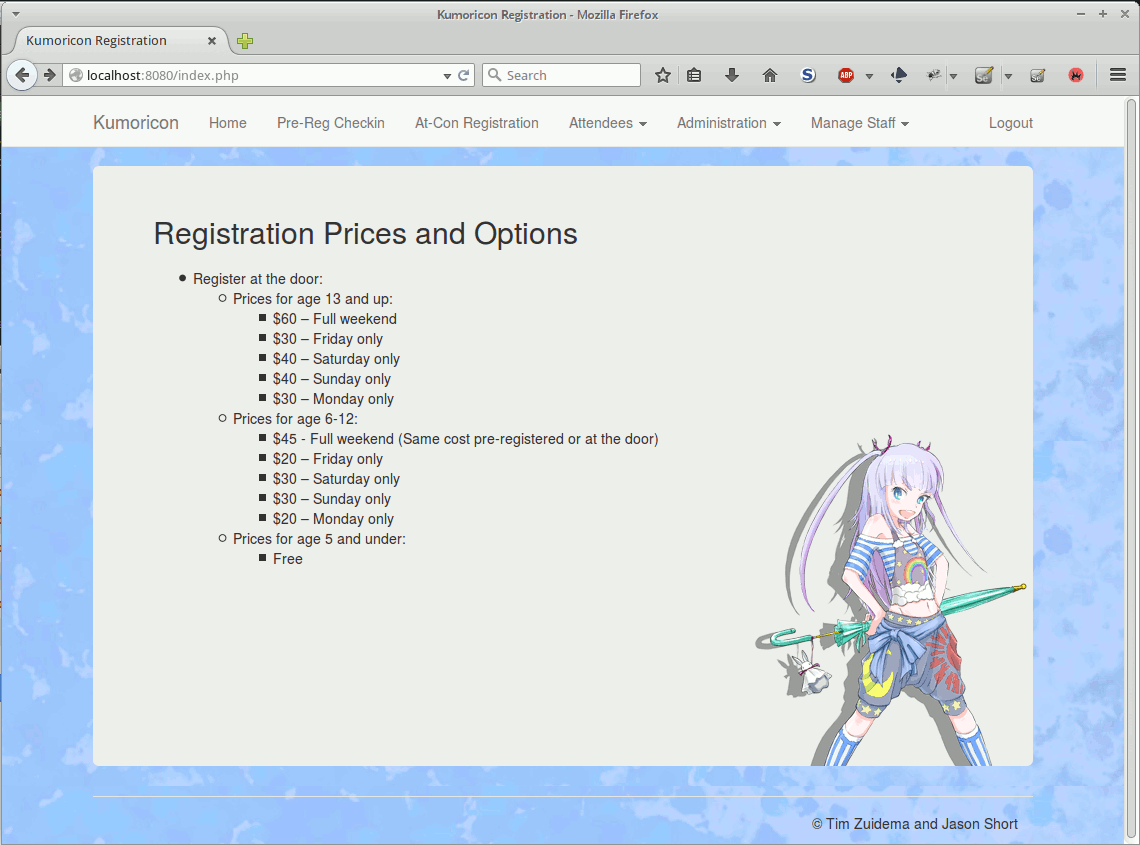 Kumoricon Registration - Mozilla Firefox
Kumoricon Registration
localhost:8080/index.php
Search
S
ABP
Se
Se
Kumoricon Home Pre-Reg Checkin At-Con Registration Attendees Administration Manage Staff Logout
Registration Prices and Options
Register at the door:
Prices for age 13 and up:
$60 – Full weekend
$30 – Friday only
$40 – Saturday only
$40 – Sunday only
$30 – Monday only
Prices for age 6-12:
$45 - Full weekend (Same cost pre-registered or at the door)
$20 – Friday only
$30 – Saturday only
$30 – Sunday only
$20 – Monday only
Prices for age 5 and under:
Free
© Tim Zuidema and Jason Short